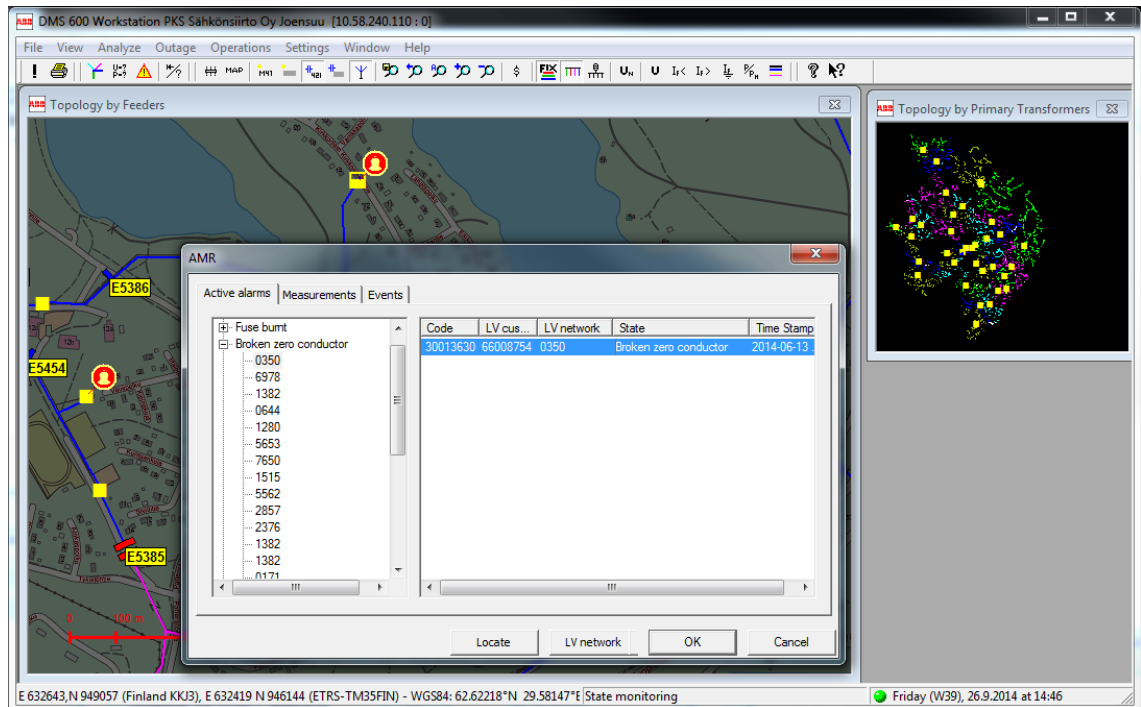 ABB DMS 600 Workstation PKS Sähkönsiirto Oy Joensuu [10.58.240.110 : 0]
File View Analyze Outage Operations Settings Window Help
MAP
FIX
U I< I> 
ABB Topology by Feeders
ABB Topology by Primary Transformers
E5386
E5454
E5385
0 100 m
AMR
Active alarms Measurements Events
Fuse burnt
Broken zero conductor
0350
6978
1382
0644
1280
5653
7650
1515
5562
2857
2376
1382
1382
0171
Code LV cus... LV network State Time Stamp
30013630 66008754 0350 Broken zero conductor 2014-06-13
Locate LV network OK Cancel
E 632643,N 949057 (Finland KKJ3), E 632419 N 946144 (ETRS-TM35FIN) - WGS84: 62.62218°N 29.58147°E State monitoring
Friday (W39), 26.9.2014 at 14:46